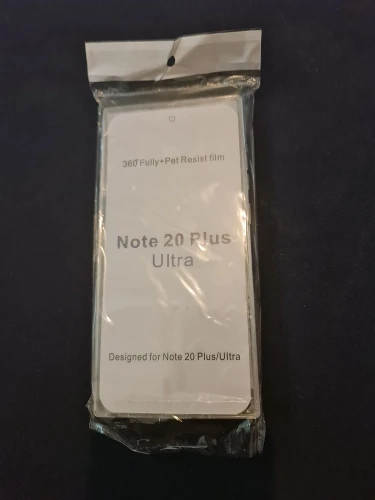 360 Fully+Pet Resist film
Note 20 Plus
Ultra
Designed for Note 20 Plus/Ultra